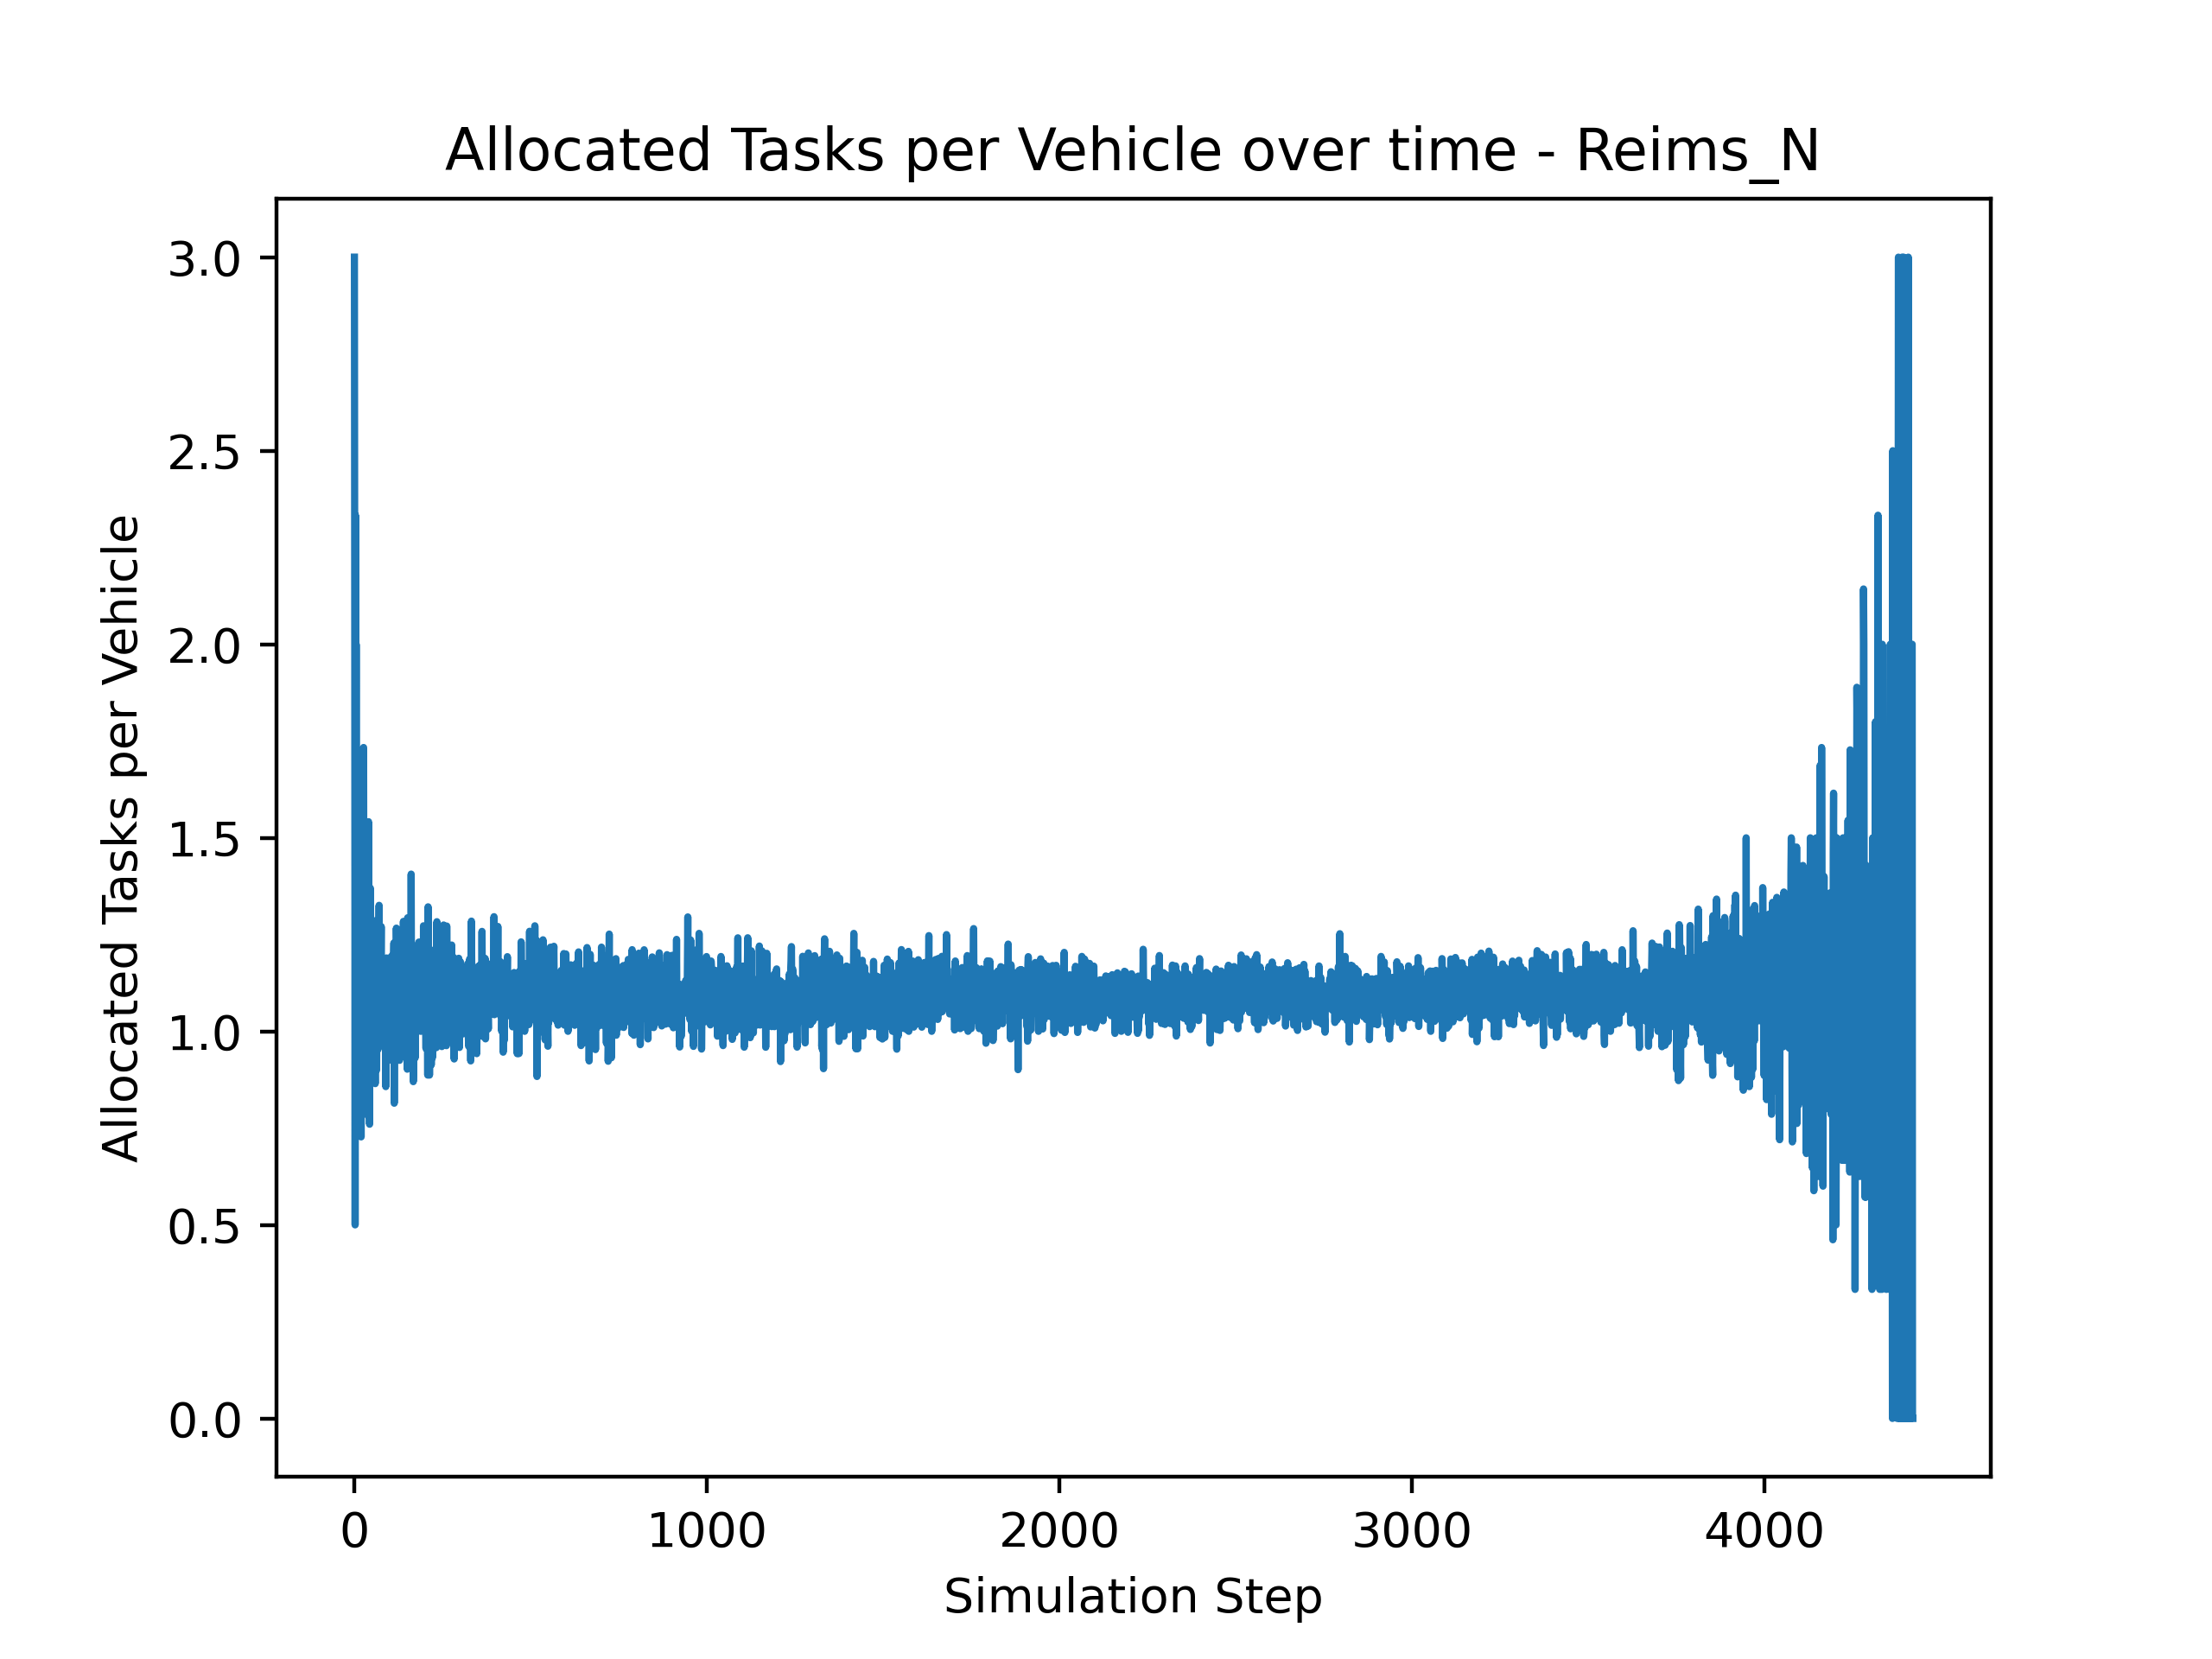 Allocated Tasks per Vehicle over time - Reims_N
Allocated Tasks per Vehicle
3.0
2.5
2.0
1.5
1.0
0.5
0.0
0 1000 2000 3000 4000
Simulation Step